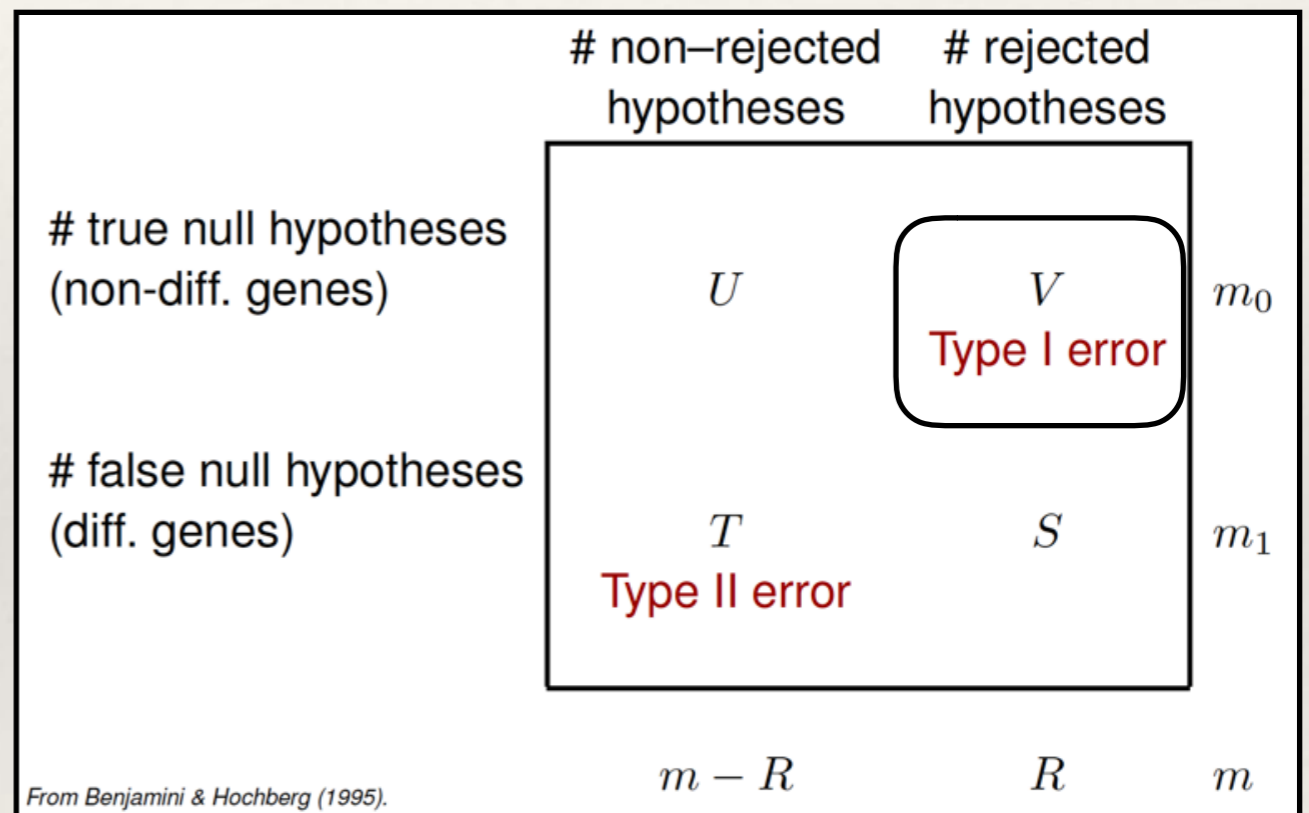 # non–rejected # rejected
hypotheses hypotheses
# true null hypotheses
(non-diff. genes) U V m₀
Type I error
# false null hypotheses
(diff. genes) T S m₁
Type II error
m − R R m
From Benjamini & Hochberg (1995).